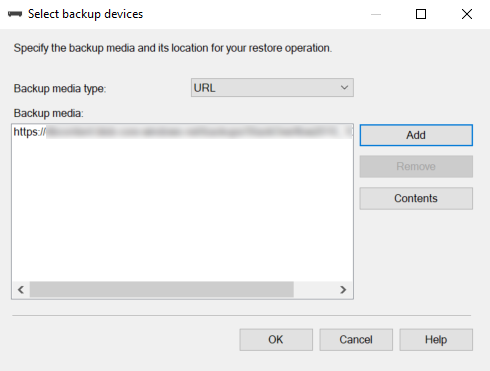 Select backup devices
Specify the backup media and its location for your restore operation.
Backup media type:
URL
Backup media:
https://
Add
Remove
Contents
OK
Cancel
Help